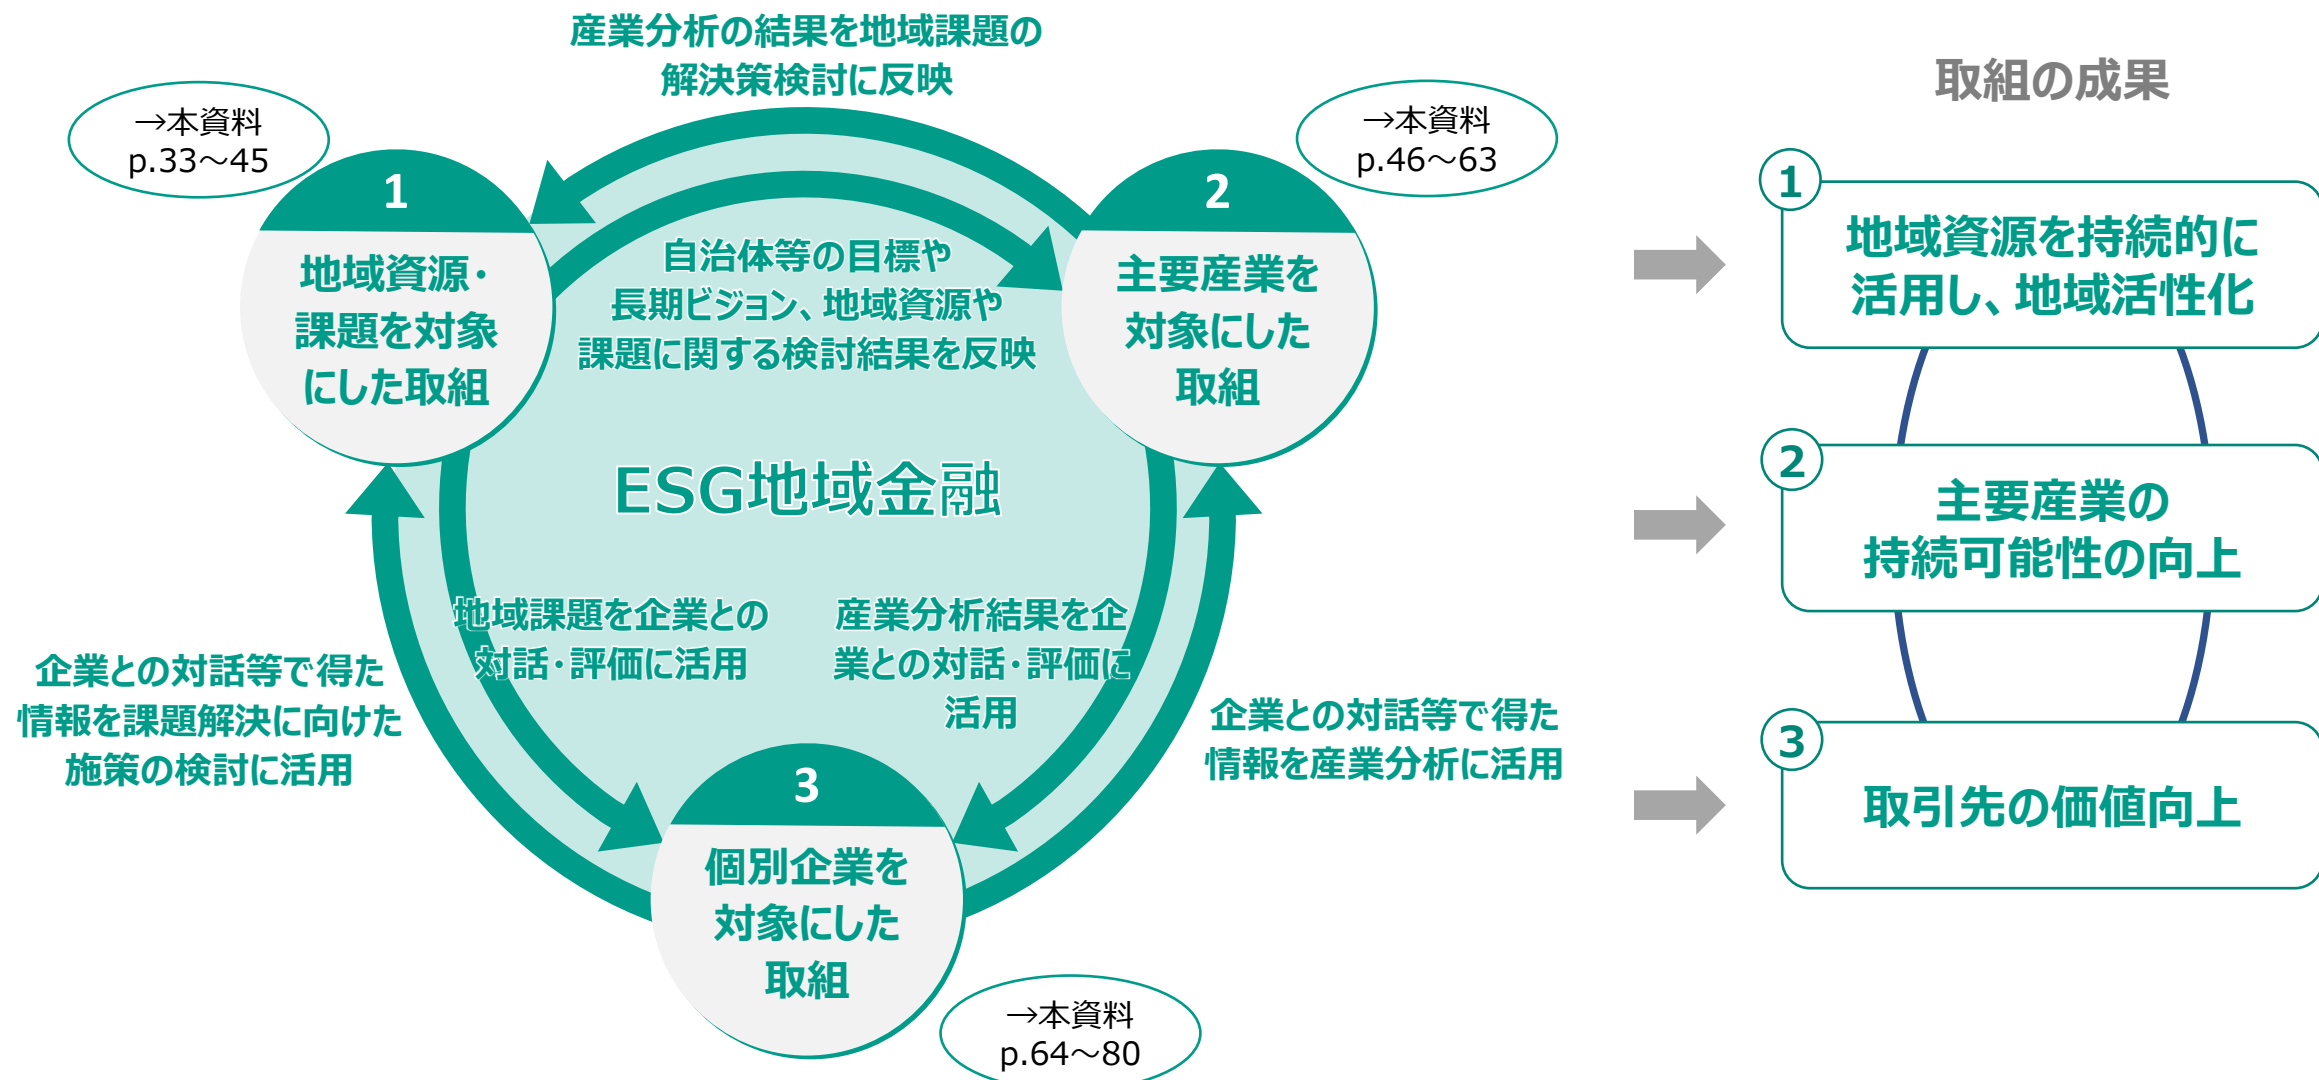 産業分析の結果を地域課題の
解決策検討に反映
→本資料
p.33～45
→本資料
p.46～63
1
地域資源・
課題を対象
にした取組
2
主要産業を
対象にした
取組
自治体等の目標や
長期ビジョン、地域資源や
課題に関する検討結果を反映
ESG地域金融
地域課題を企業との
対話・評価に活用
産業分析結果を企
業との対話・評価に
活用
企業との対話等で得た
情報を課題解決に向けた
施策の検討に活用
企業との対話等で得た
情報を産業分析に活用
3
個別企業を
対象にした
取組
→本資料
p.64～80
取組の成果
1
地域資源を持続的に
活用し、地域活性化
2
主要産業の
持続可能性の向上
3
取引先の価値向上